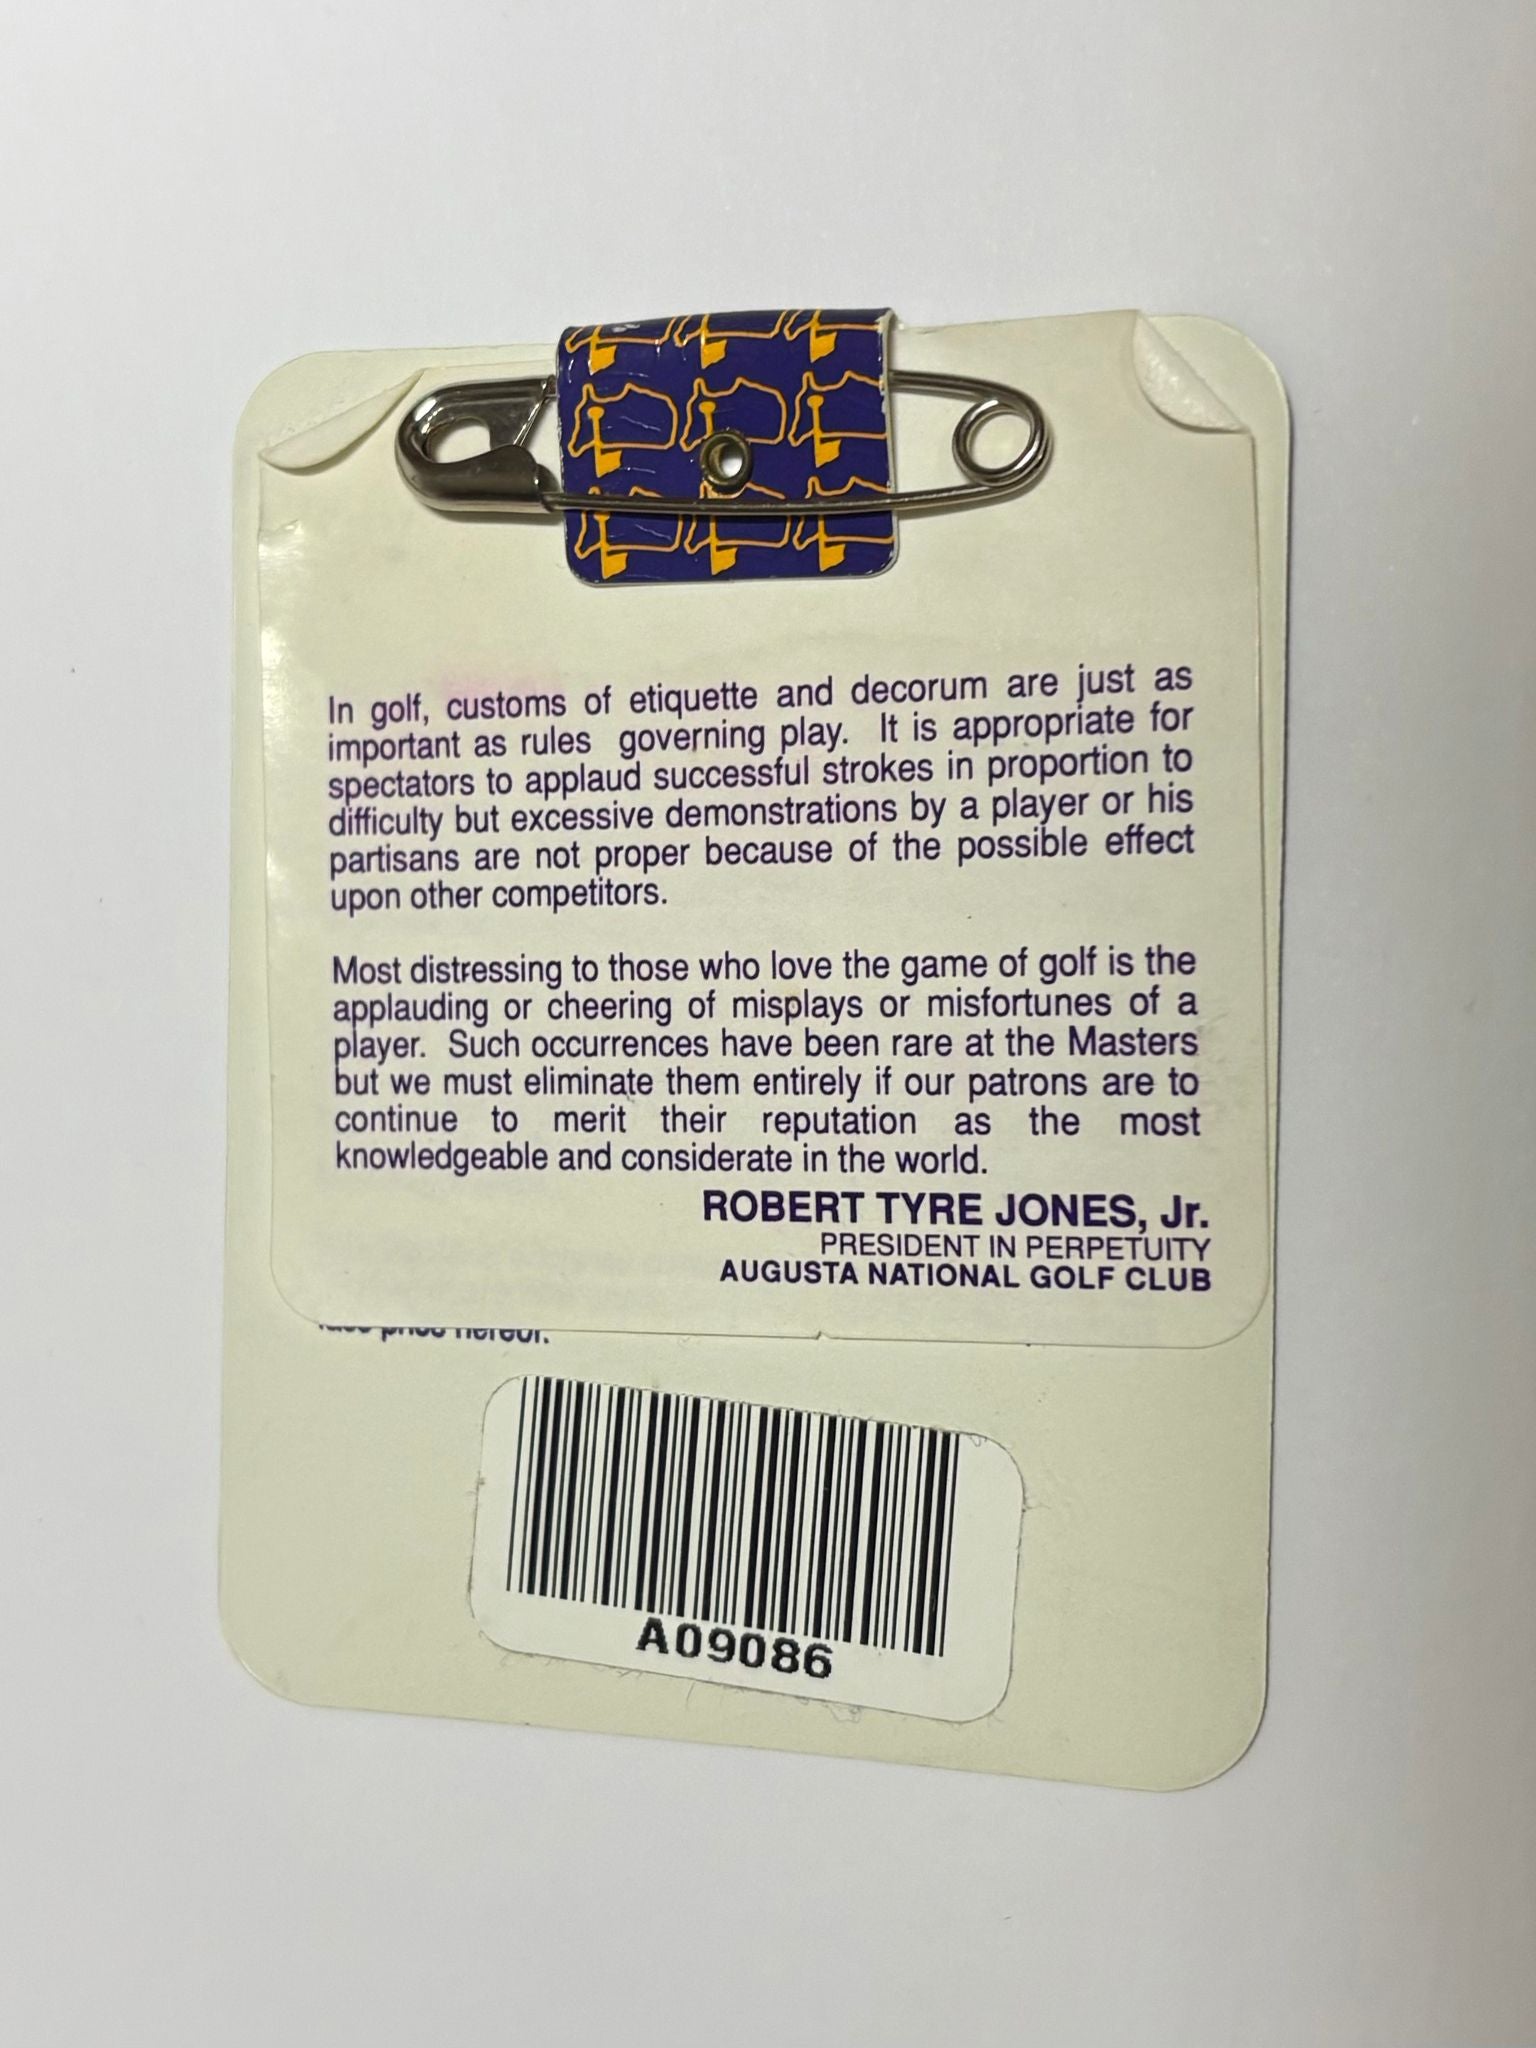 In golf, customs of etiquette and decorum are just as
important as rules governing play. It is appropriate for
spectators to applaud successful strokes in proportion to
difficulty but excessive demonstrations by a player or his
partisans are not proper because of the possible effect
upon other competitors.
Most distressing to those who love the game of golf is the
applauding or cheering of misplays or misfortunes of a
player. Such occurrences have been rare at the Masters
but we must eliminate them entirely if our patrons are to
continue to merit their reputation as the most
knowledgeable and considerate in the world.
ROBERT TYRE JONES, Jr.
PRESIDENT IN PERPETUITY
AUGUSTA NATIONAL GOLF CLUB
price hereof.
A09086